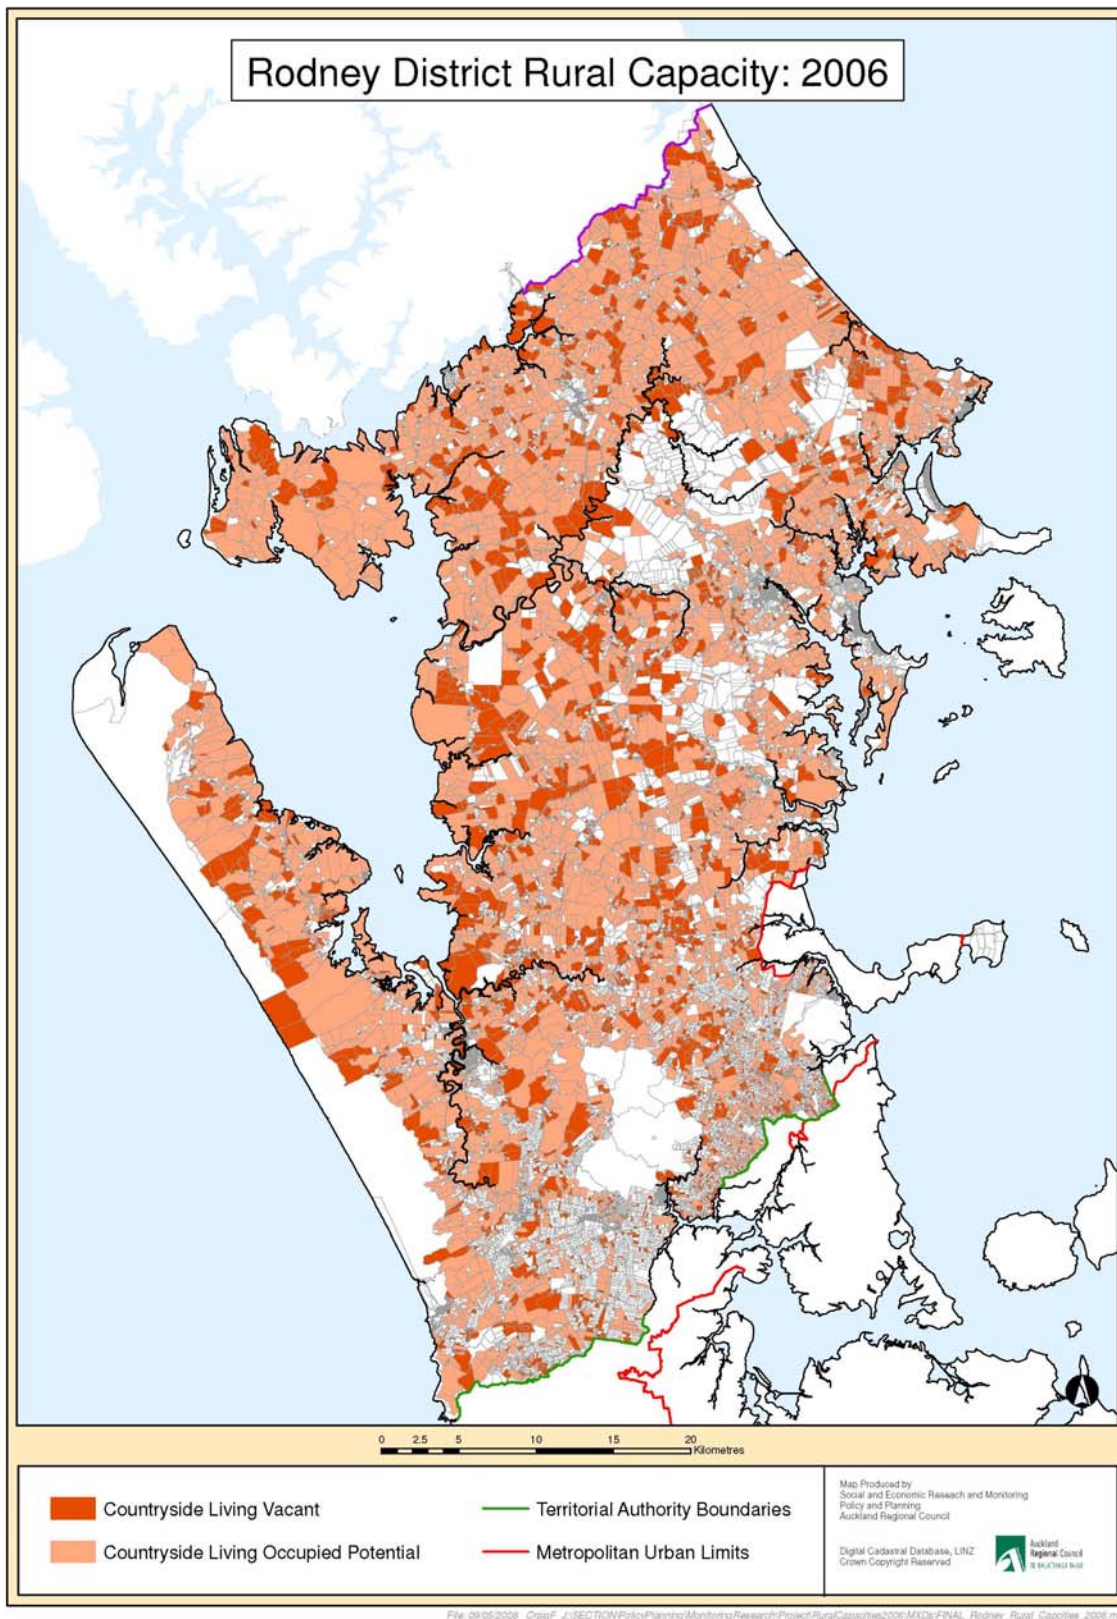 Rodney District Rural Capacity: 2006
0 2.5 5 10 15 20
Kilometres
Countryside Living Vacant
Countryside Living Occupied Potential
Territorial Authority Boundaries
Metropolitan Urban Limits
Map Produced by
Social and Economic Reseach and Monitoring
Policy and Planning
Auckland Regional Council
Digital Cadastral Database, LINZ
Crown Copyright Reserved
Auckland
Regional Council